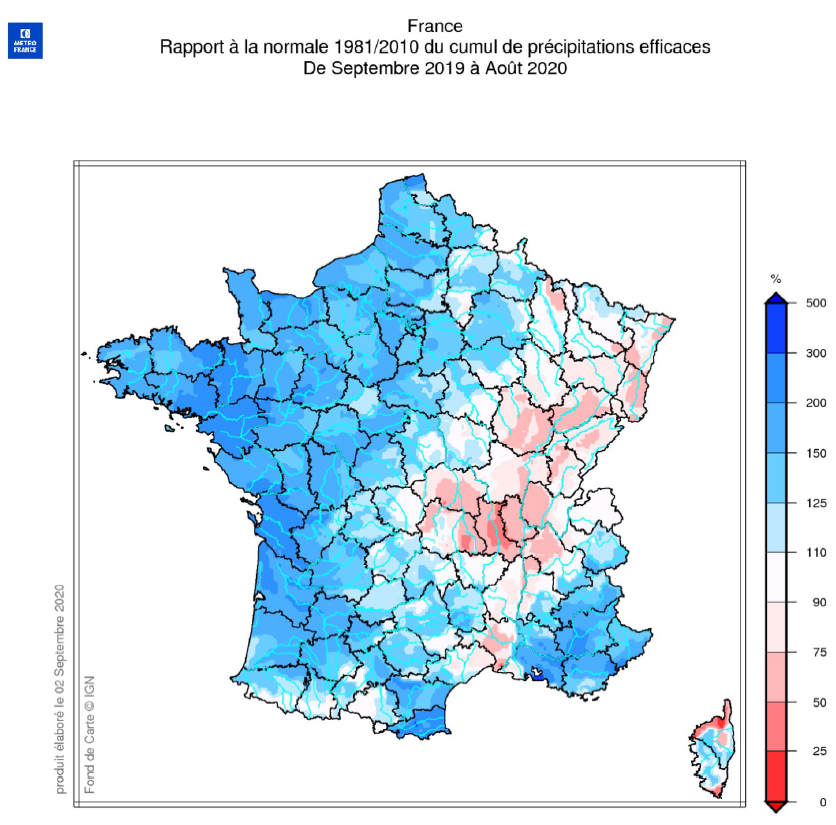 METEO
FRANCE
France
Rapport à la normale 1981/2010 du cumul de précipitations efficaces
De Septembre 2019 à Août 2020
%
500
300
200
150
125
110
90
75
50
25
0
produit élaboré le 02 Septembre 2020
Fond de Carte © IGN